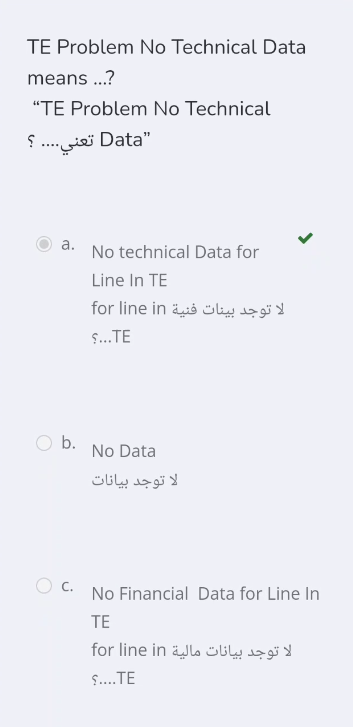 TE Problem No Technical Data
means ...?
“TE Problem No Technical
Data” تعني.... ؟
a. No technical Data for
Line In TE
لا توجد بينات فنية for line in
TE...؟
b. No Data
لا توجد بيانات
c. No Financial Data for Line In
TE
لا توجد بيانات مالية for line in
TE....؟